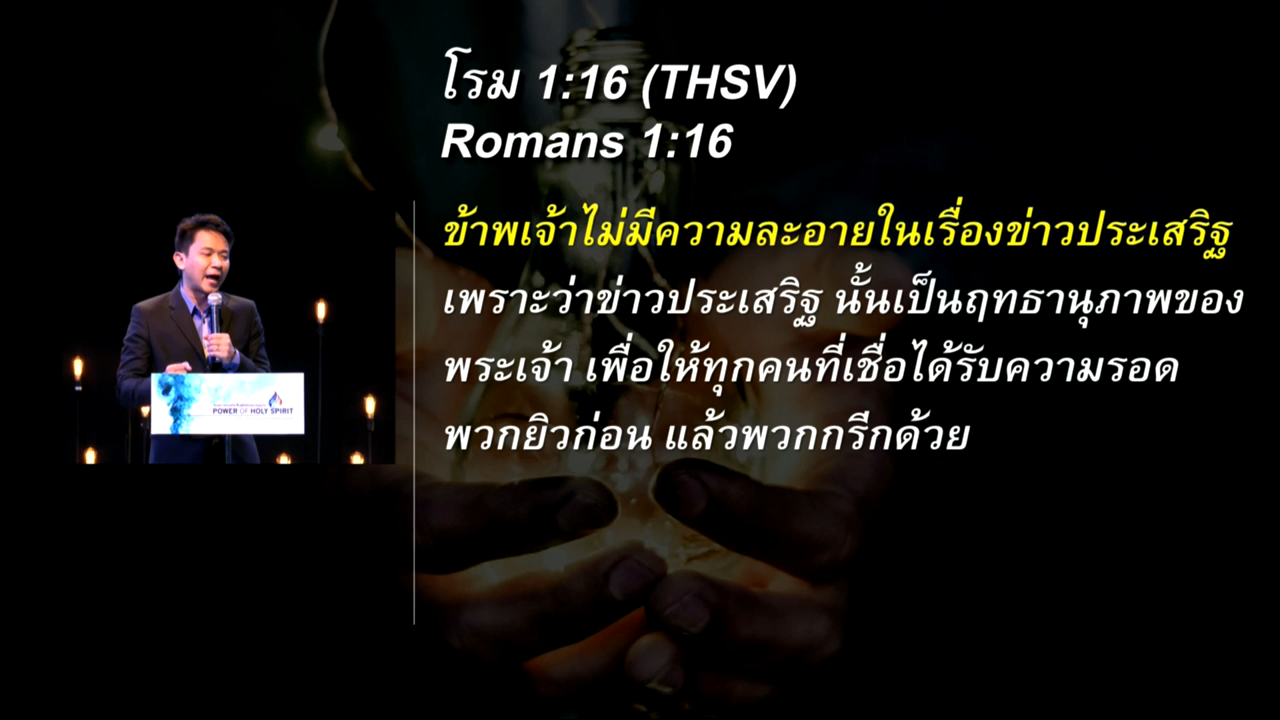 โรม 1:16 (THSV)
Romans 1:16
ข้าพเจ้าไม่มีความละอายในเรื่องข่าวประเสริฐ
เพราะว่าข่าวประเสริฐ นั้นเป็นฤทธานุภาพของ
พระเจ้า เพื่อให้ทุกคนที่เชื่อได้รับความรอด
พวกยิวก่อน แล้วพวกกรีกด้วย
POWER OF HOLY SPIRIT